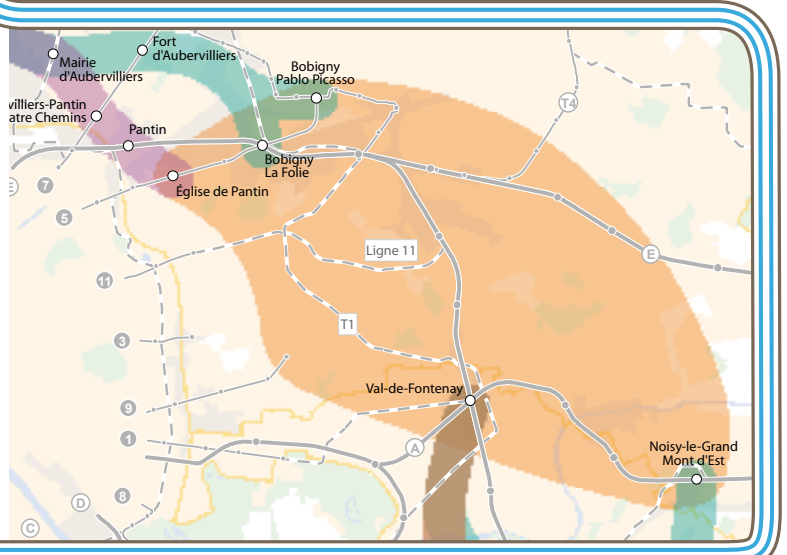 Fort
d'Aubervilliers
Mairie
d'Aubervilliers
Bobigny
Pablo Picasso
villiers-Pantin
atre Chemins
T4
Pantin
Bobigny
La Folie
E
7
Église de Pantin
5
Ligne 11
E
11
T1
3
Val-de-Fontenay
9
1
A
Noisy-le-Grand
Mont d'Est
8
D
C